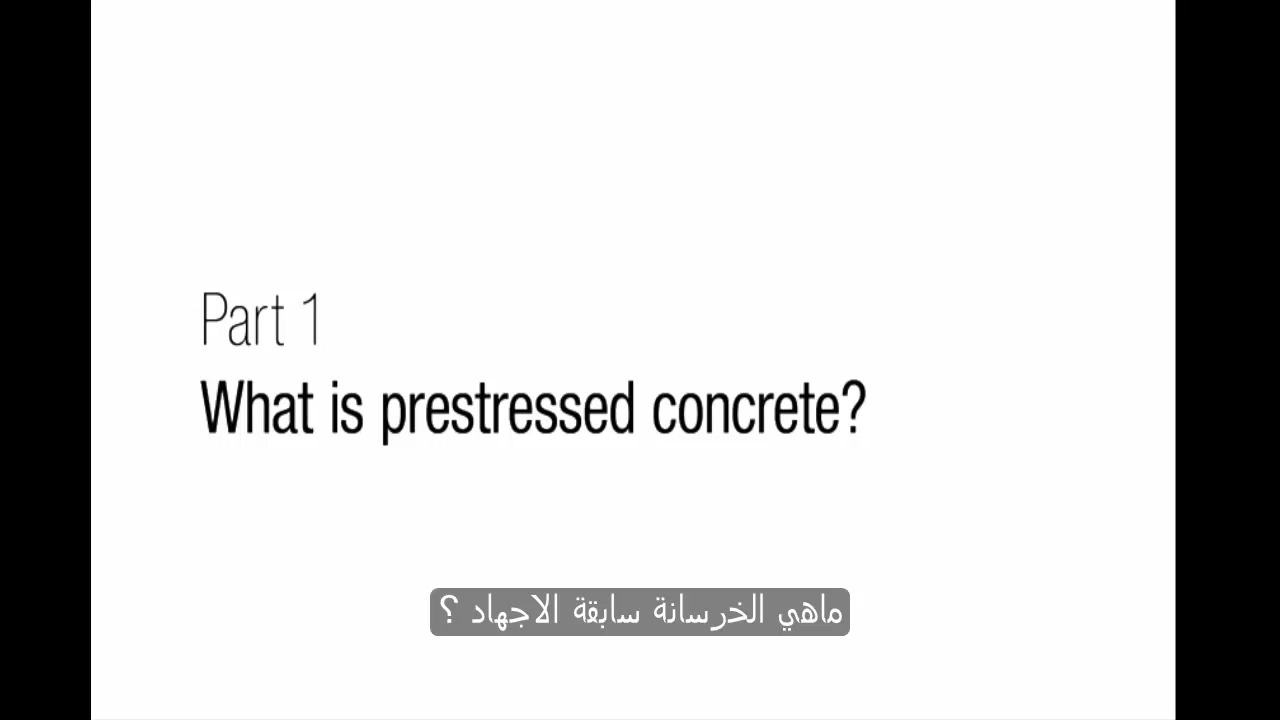 Part 1
What is prestressed concrete?
ماهي الخرسانة سابقة الاجهاد ؟